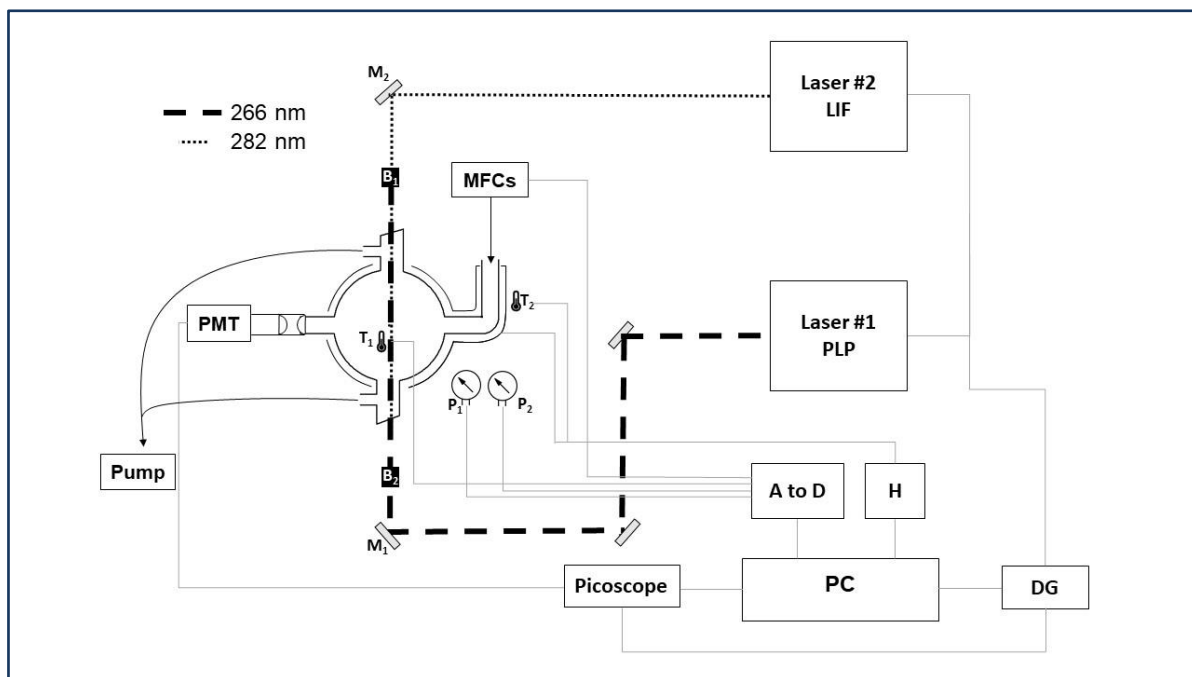 M2
Laser #2
LIF
266 nm
282 nm
B1
MFCs
T2
PMT
T1
Laser #1
PLP
P1
P2
Pump
B2
A to D
H
M1
Picoscope
PC
DG